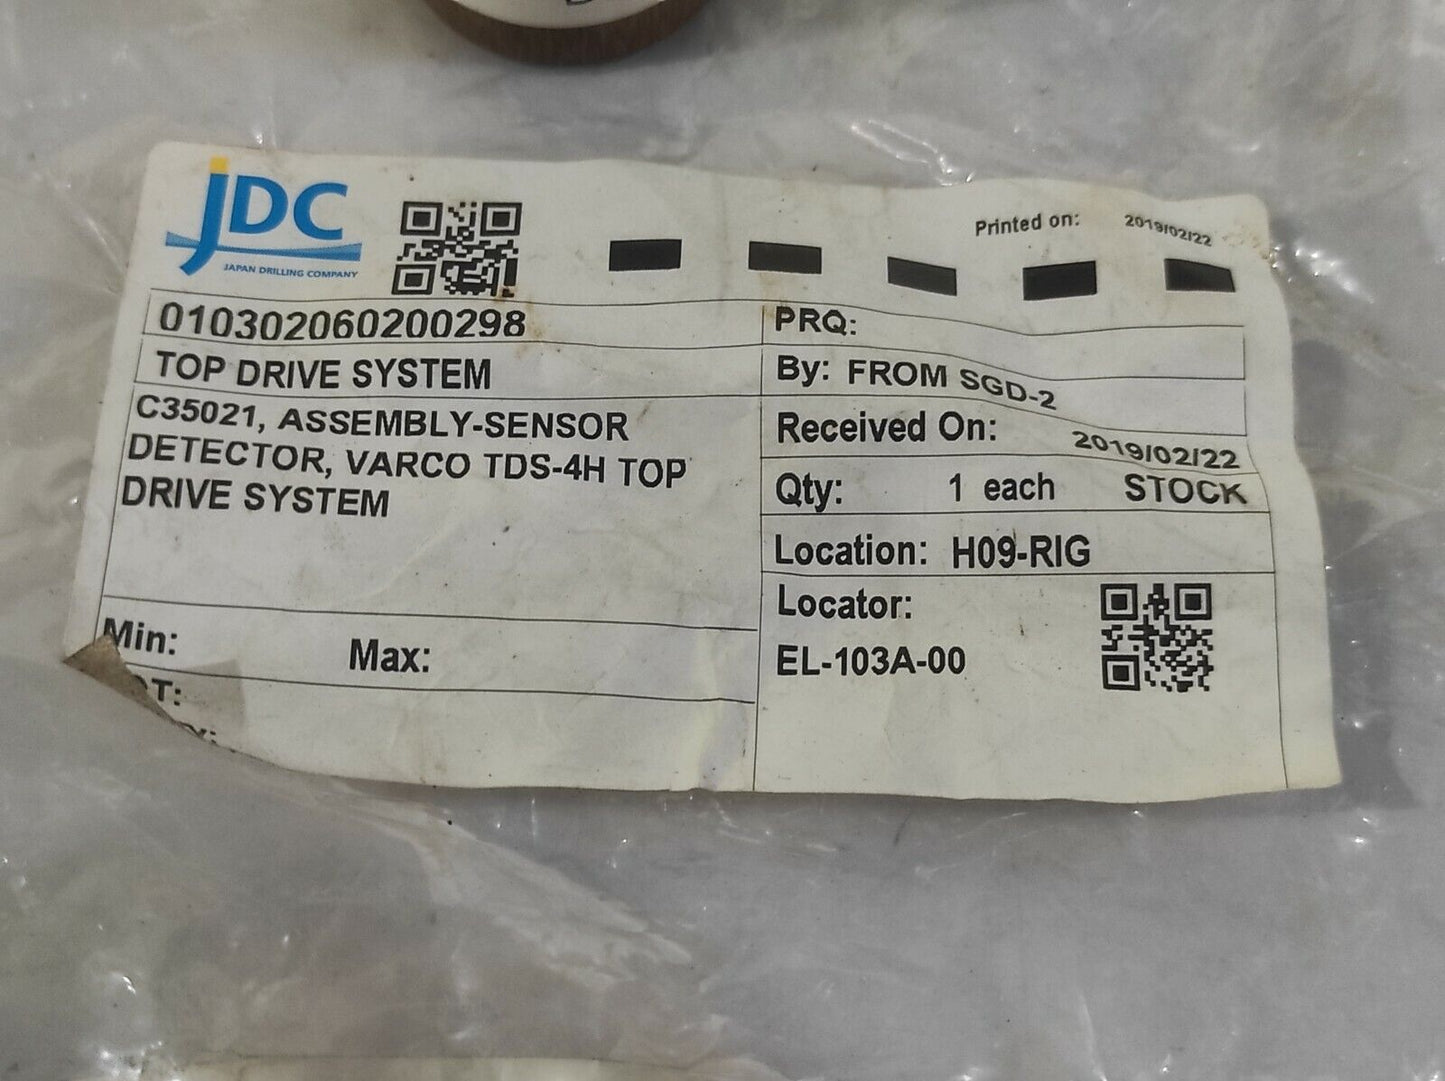 JDC
JAPAN DRILLING COMPANY
Printed on: 2019/02/22
010302060200298
TOP DRIVE SYSTEM
C35021, ASSEMBLY-SENSOR
DETECTOR, VARCO TDS-4H TOP
DRIVE SYSTEM
Min: Max:
PRQ:
By: FROM SGD-2
Received On: 2019/02/22
Qty: 1 each STOCK
Location: H09-RIG
Locator:
EL-103A-00